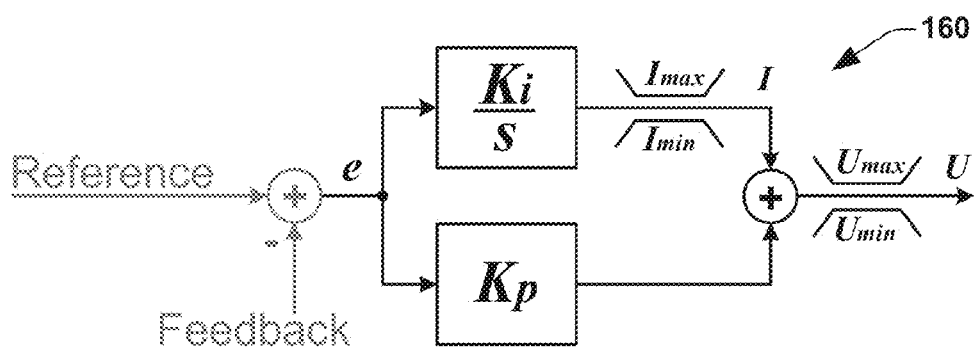 160
Ki
s
Imax
Imin
I
Reference
e
+
-
Feedback
Kp
+
Umax
Umin
U